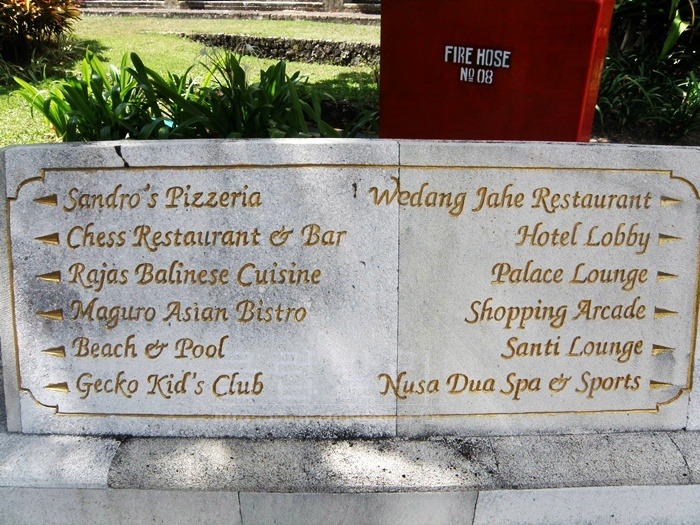 FIRE HOSE
No 08
Sandro's Pizzeria
Chess Restaurant & Bar
Rajas Balinese Cuisine
Maguro Asian Bistro
Beach & Pool
Gecko Kid's Club
Wedang Jahe Restaurant
Hotel Lobby
Palace Lounge
Shopping Arcade
Santi Lounge
Nusa Dua Spa & Sports